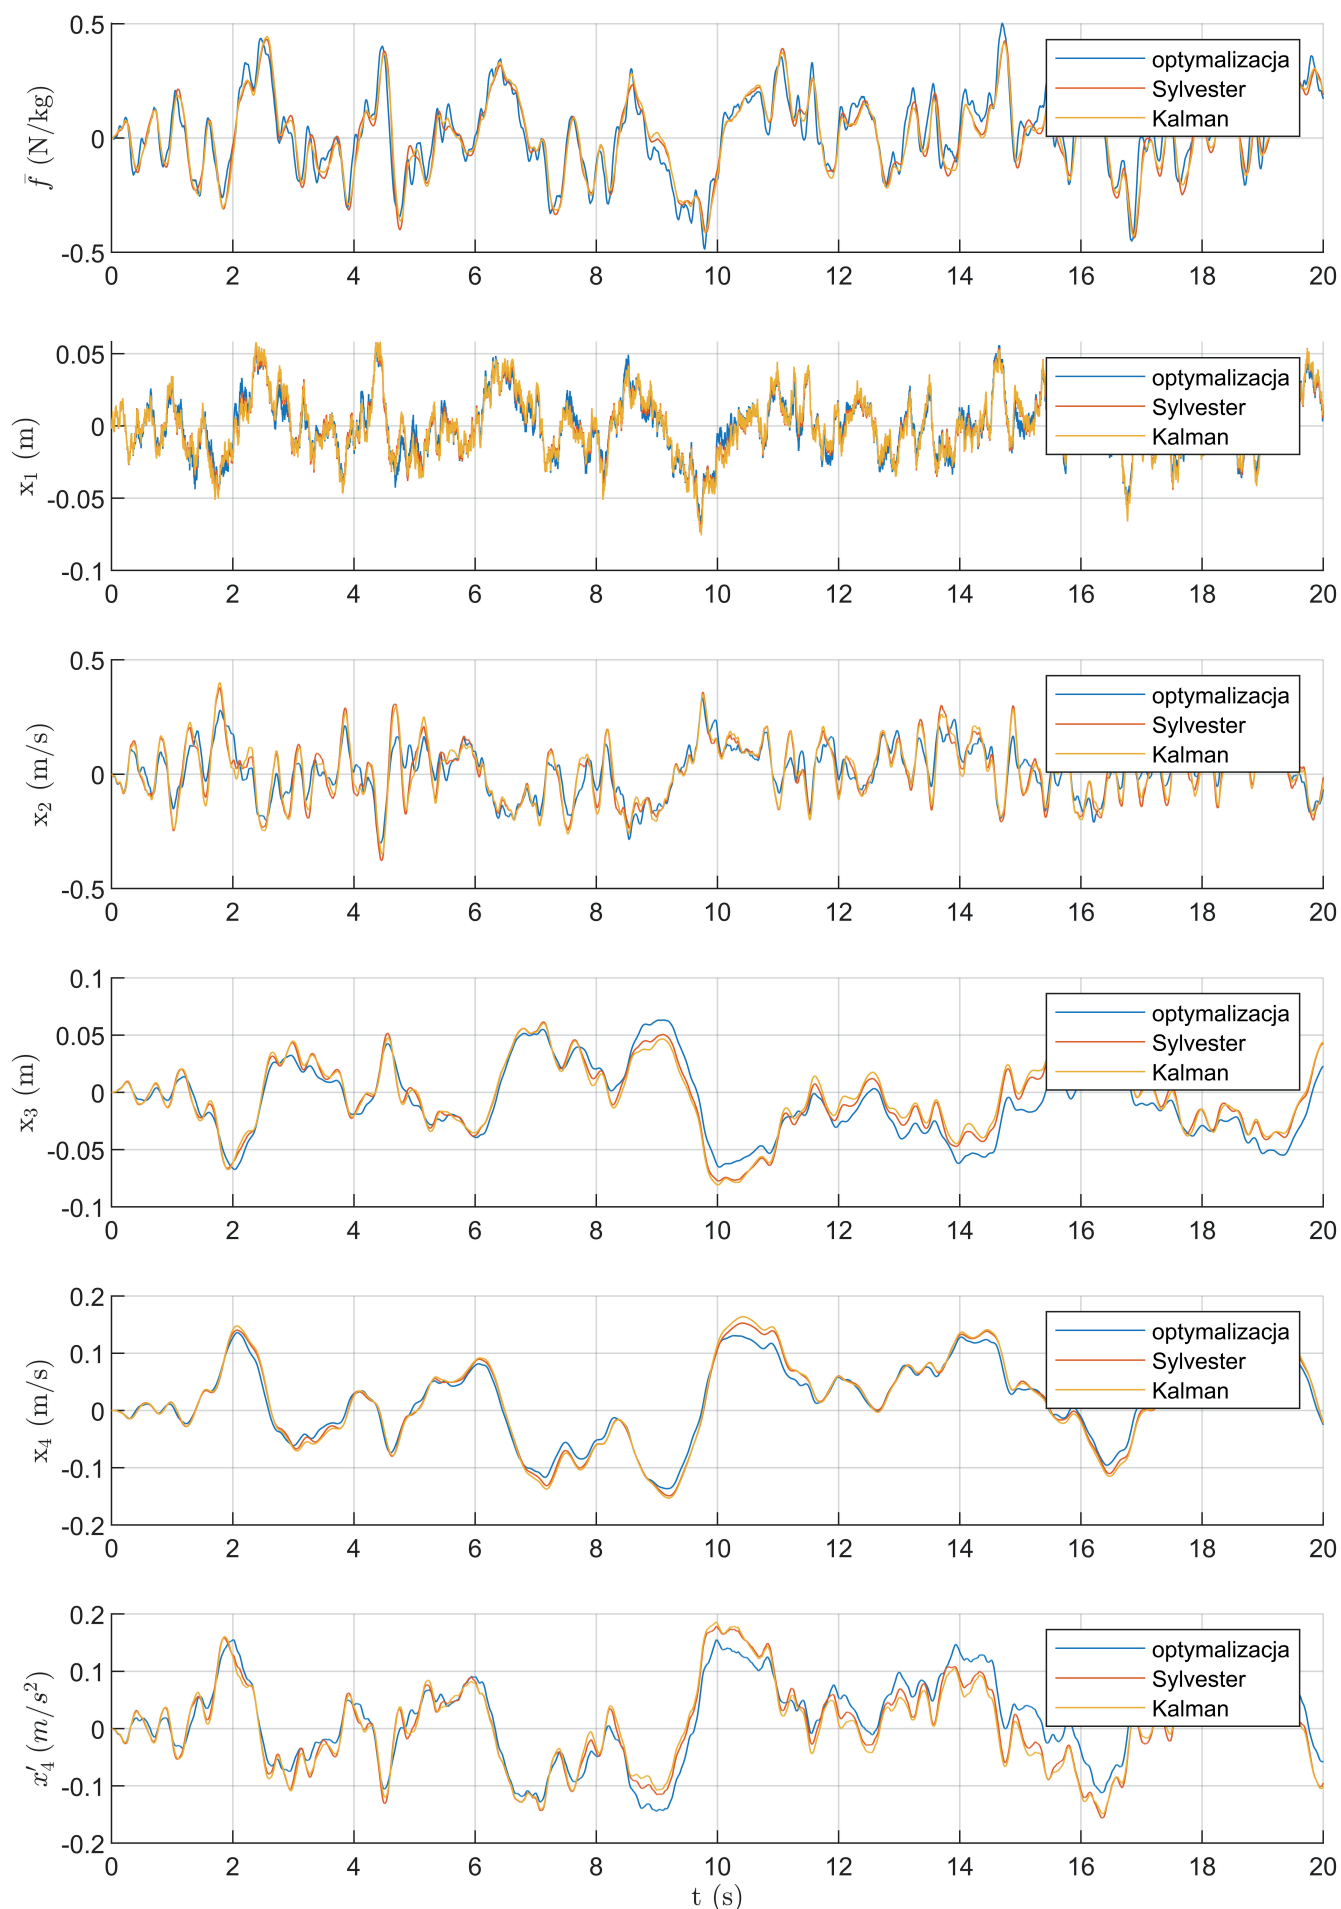 0.5
0
-0.5
f̄ (N/kg)
optymalizacja
Sylvester
Kalman
0 2 4 6 8 10 12 14 16 18 20
0.05
0
-0.05
-0.1
x₁ (m)
optymalizacja
Sylvester
Kalman
0 2 4 6 8 10 12 14 16 18 20
0.5
0
-0.5
x₂ (m/s)
optymalizacja
Sylvester
Kalman
0 2 4 6 8 10 12 14 16 18 20
0.1
0.05
0
-0.05
-0.1
x₃ (m)
optymalizacja
Sylvester
Kalman
0 2 4 6 8 10 12 14 16 18 20
0.2
0.1
0
-0.1
-0.2
x₄ (m/s)
optymalizacja
Sylvester
Kalman
0 2 4 6 8 10 12 14 16 18 20
0.2
0.1
0
-0.1
-0.2
x′₄ (m/s²)
optymalizacja
Sylvester
Kalman
0 2 4 6 8 10 12 14 16 18 20
t (s)